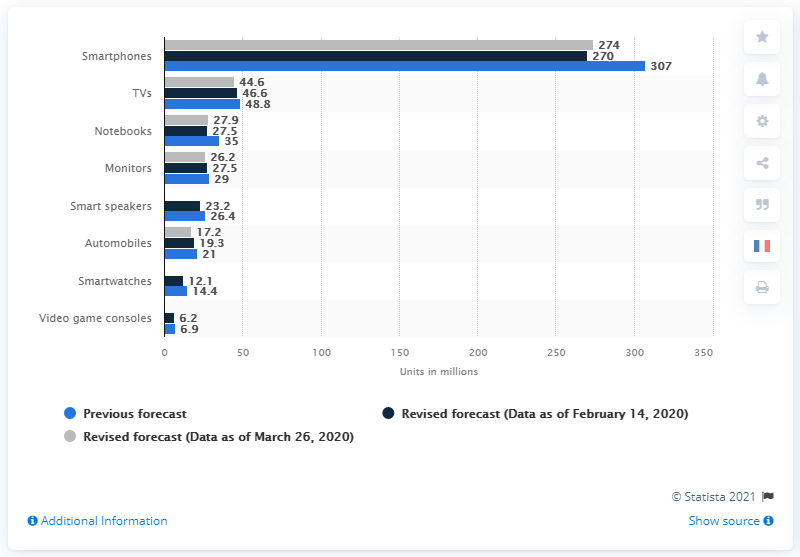 Smartphones 274 270 307
TVs 44.6 46.6 48.8
Notebooks 27.9 27.5 35
Monitors 26.2 27.5 29
Smart speakers 23.2 26.4
Automobiles 17.2 19.3 21
Smartwatches 12.1 14.4
Video game consoles 6.2 6.9
0 50 100 150 200 250 300 350
Units in millions
Previous forecast Revised forecast (Data as of February 14, 2020)
Revised forecast (Data as of March 26, 2020)
© Statista 2021
Additional Information Show source